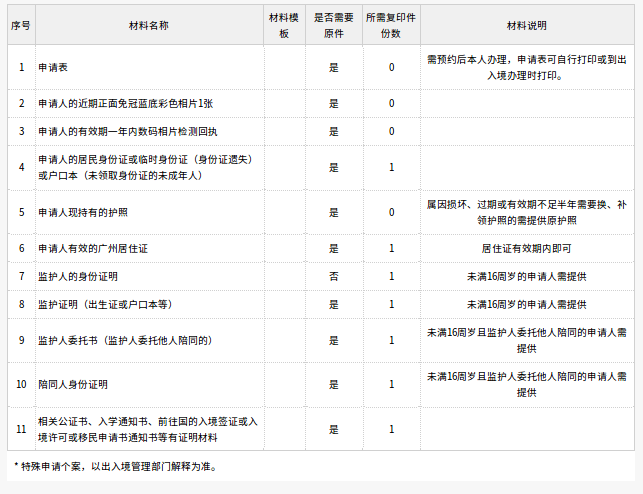 序号 材料名称 材料模板 是否需要原件 所需复印件份数 材料说明
1 申请表 是 0 需预约后本人办理，申请表可自行打印或到出入境办理时打印。
2 申请人的近期正面免冠蓝底彩色相片1张 是 0
3 申请人的有效期一年内数码相片检测回执 是 0
4 申请人的居民身份证或临时身份证（身份证遗失）或户口本（未领取身份证的未成年人） 是 1
5 申请人现持有的护照 是 0 属因损坏、过期或有效期不足半年需要换、补领护照的需提供原护照
6 申请人有效的广州居住证 是 1 居住证有效期内即可
7 监护人的身份证明 否 1 未满16周岁的申请人需提供
8 监护证明（出生证或户口本等） 是 1 未满16周岁的申请人需提供
9 监护人委托书（监护人委托他人陪同的） 是 1 未满16周岁且监护人委托他人陪同的申请人需提供
10 陪同人身份证明 是 1 未满16周岁且监护人委托他人陪同的申请人需提供
11 相关公证书、入学通知书、前往国的入境签证或入境许可或移民申请书通知书等有证明材料 是 1
* 特殊申请个案，以出入境管理部门解释为准。